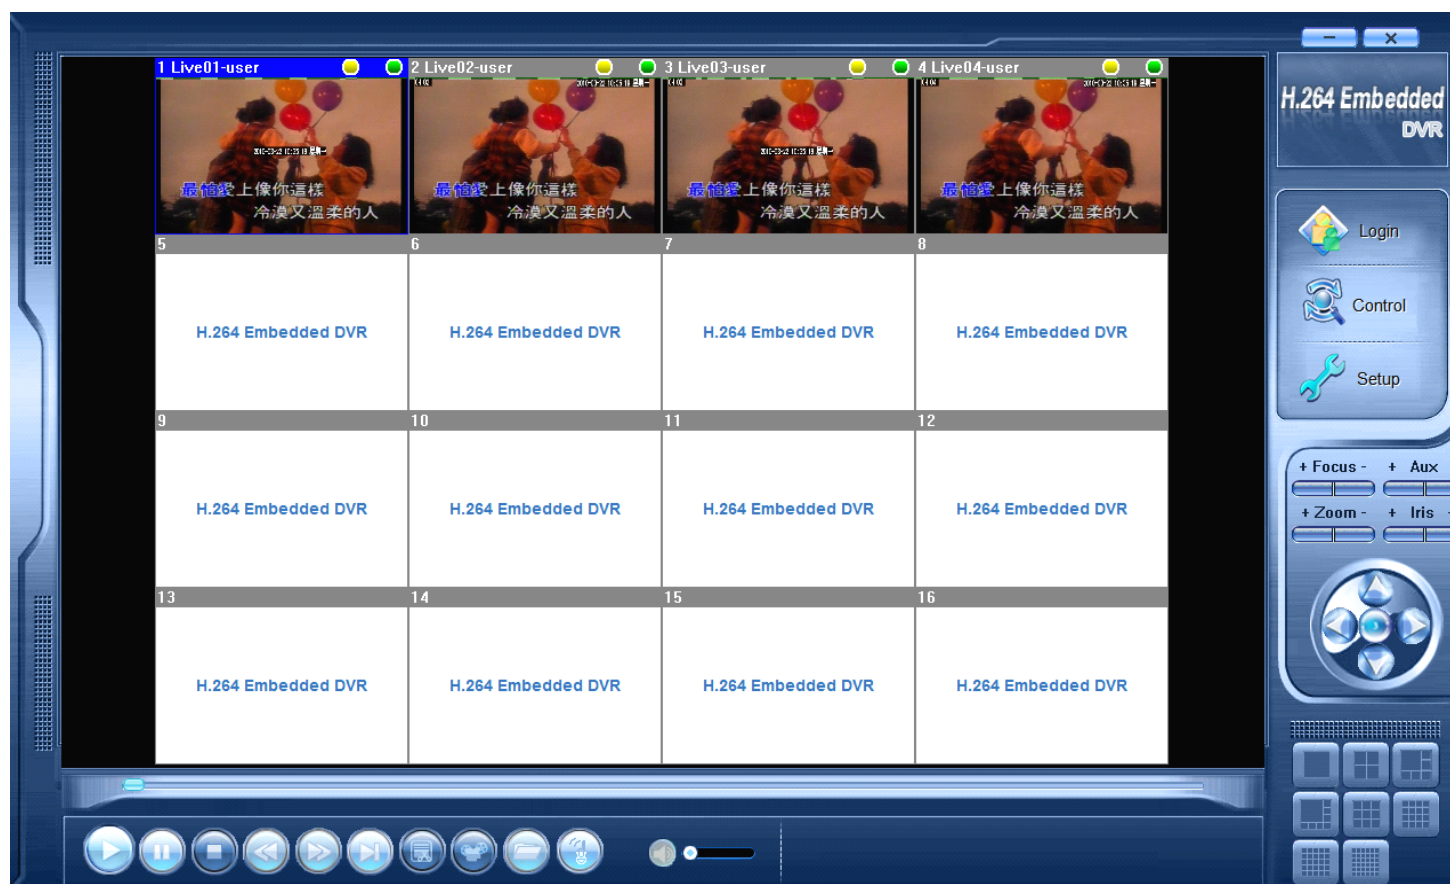 H.264 Embedded
DVR
1 Live01-user
2 Live02-user
3 Live03-user
4 Live04-user
最怕愛上像你這樣
冷漠又溫柔的人
最怕愛上像你這樣
冷漠又溫柔的人
最怕愛上像你這樣
冷漠又溫柔的人
最怕愛上像你這樣
冷漠又溫柔的人
5
6
7
8
H.264 Embedded DVR
H.264 Embedded DVR
H.264 Embedded DVR
H.264 Embedded DVR
9
10
11
12
H.264 Embedded DVR
H.264 Embedded DVR
H.264 Embedded DVR
H.264 Embedded DVR
13
14
15
16
H.264 Embedded DVR
H.264 Embedded DVR
H.264 Embedded DVR
H.264 Embedded DVR
Login
Control
Setup
+ Focus - + Aux
+ Zoom - + Iris -